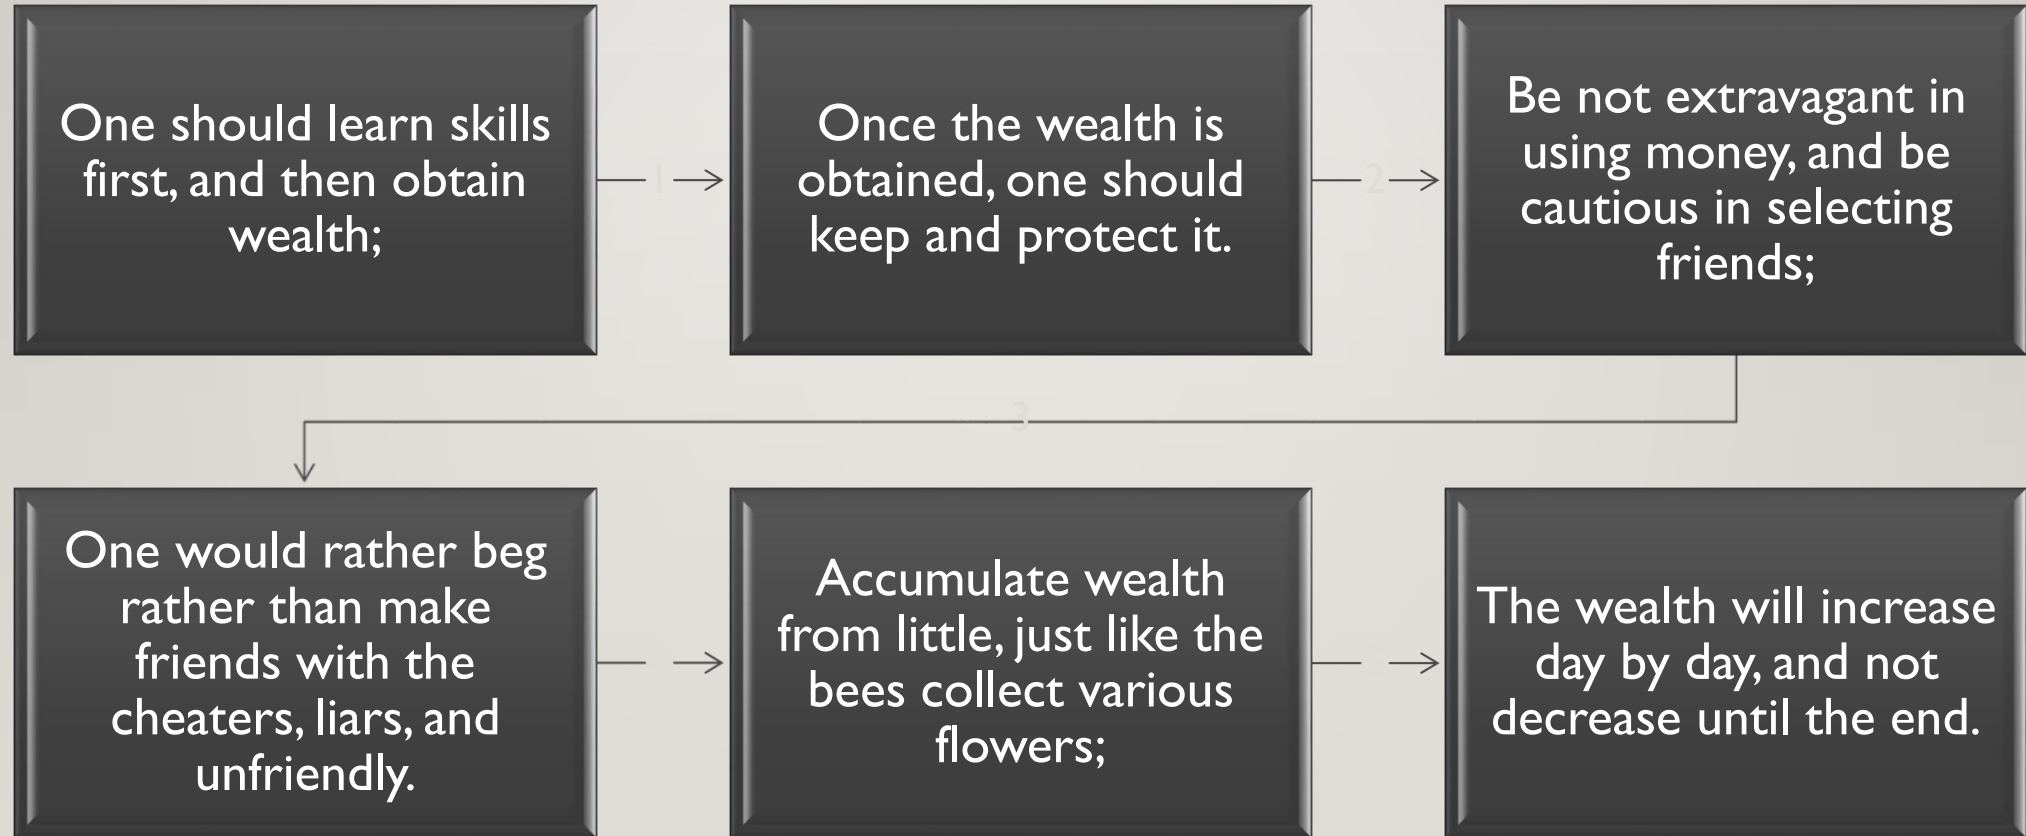 One should learn skills
first, and then obtain
wealth;
1
Once the wealth is
obtained, one should
keep and protect it.
2
Be not extravagant in
using money, and be
cautious in selecting
friends;
3
One would rather beg
rather than make
friends with the
cheaters, liars, and
unfriendly.
Accumulate wealth
from little, just like the
bees collect various
flowers;
The wealth will increase
day by day, and not
decrease until the end.